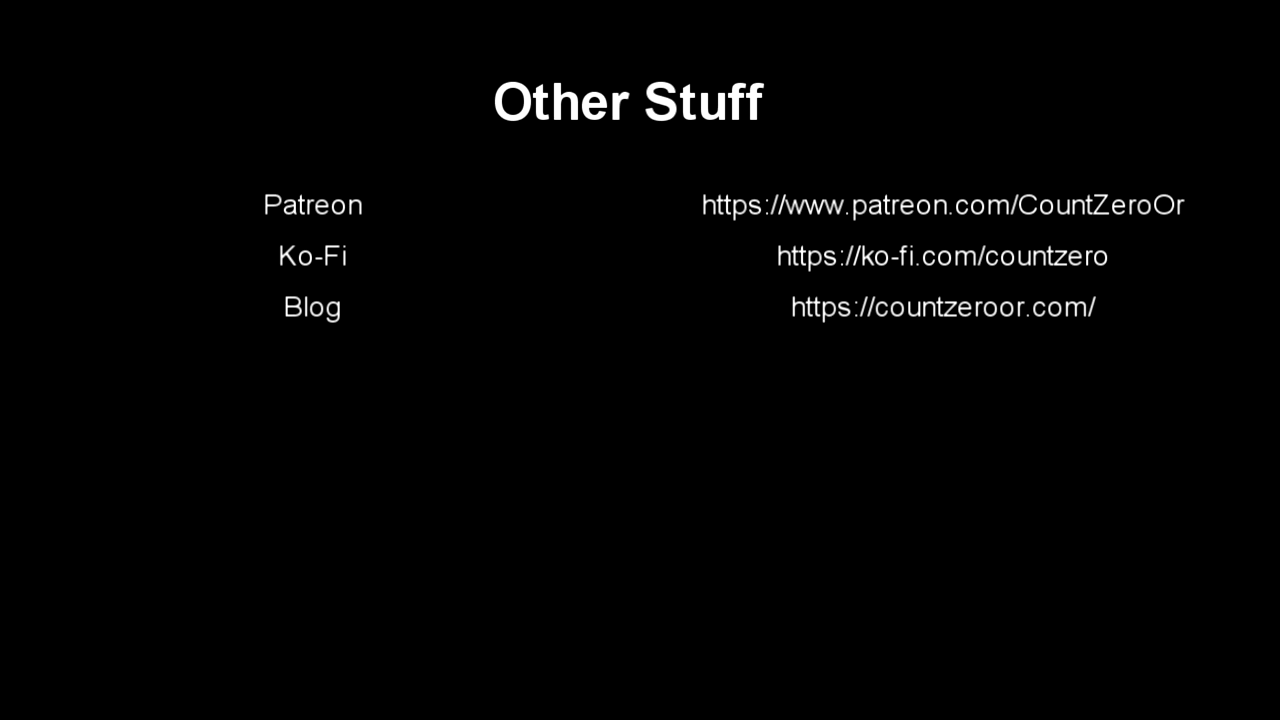 Other Stuff
Patreon https://www.patreon.com/CountZeroOr
Ko-Fi https://ko-fi.com/countzero
Blog https://countzeroor.com/